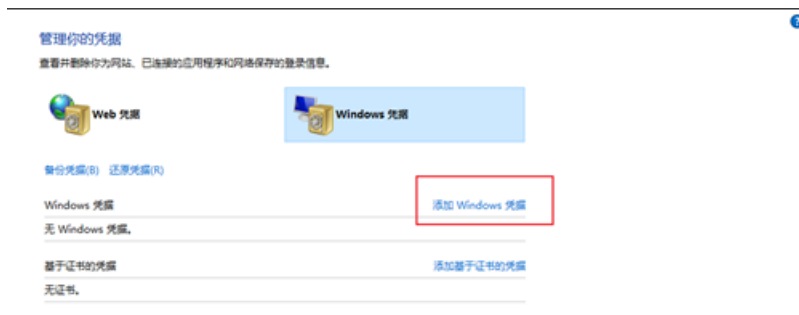 管理你的凭据
查看并删除你为网站、已连接的应用程序和网络保存的登录信息。
Web 凭据
Windows 凭据
备份凭据(B) 还原凭据(R)
Windows 凭据 添加 Windows 凭据
无 Windows 凭据。
基于证书的凭据 添加基于证书的凭据
无证书。